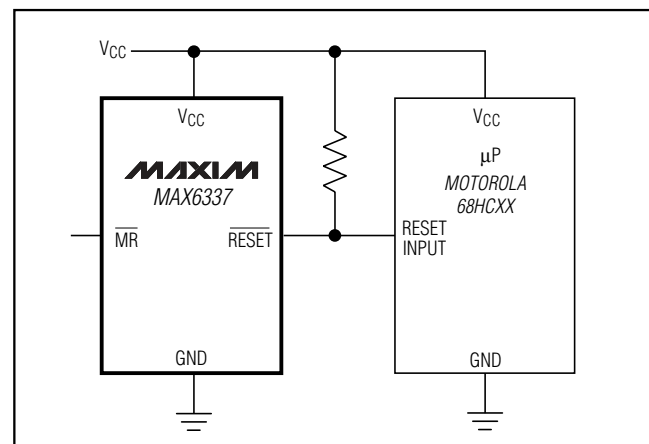 VCC
VCC
MAXIM
MAX6337
MR
RESET
GND
VCC
μP
MOTOROLA
68HCXX
RESET
INPUT
GND